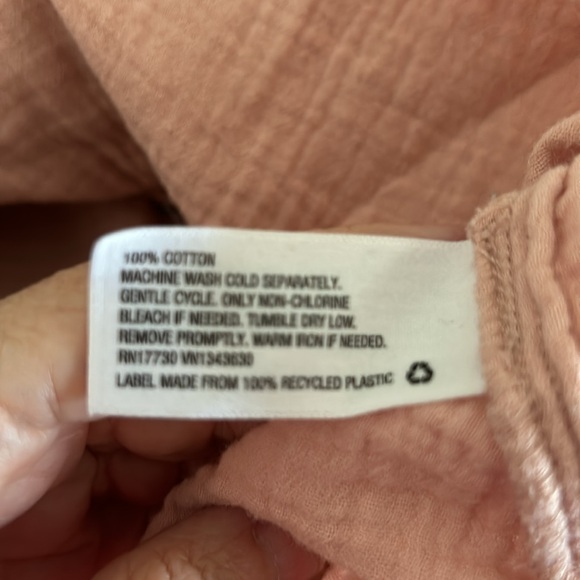 100% COTTON
MACHINE WASH COLD SEPARATELY.
GENTLE CYCLE. ONLY NON-CHLORINE
BLEACH IF NEEDED. TUMBLE DRY LOW.
REMOVE PROMPTLY. WARM IRON IF NEEDED.
RN17730 VN1343630
LABEL MADE FROM 100% RECYCLED PLASTIC